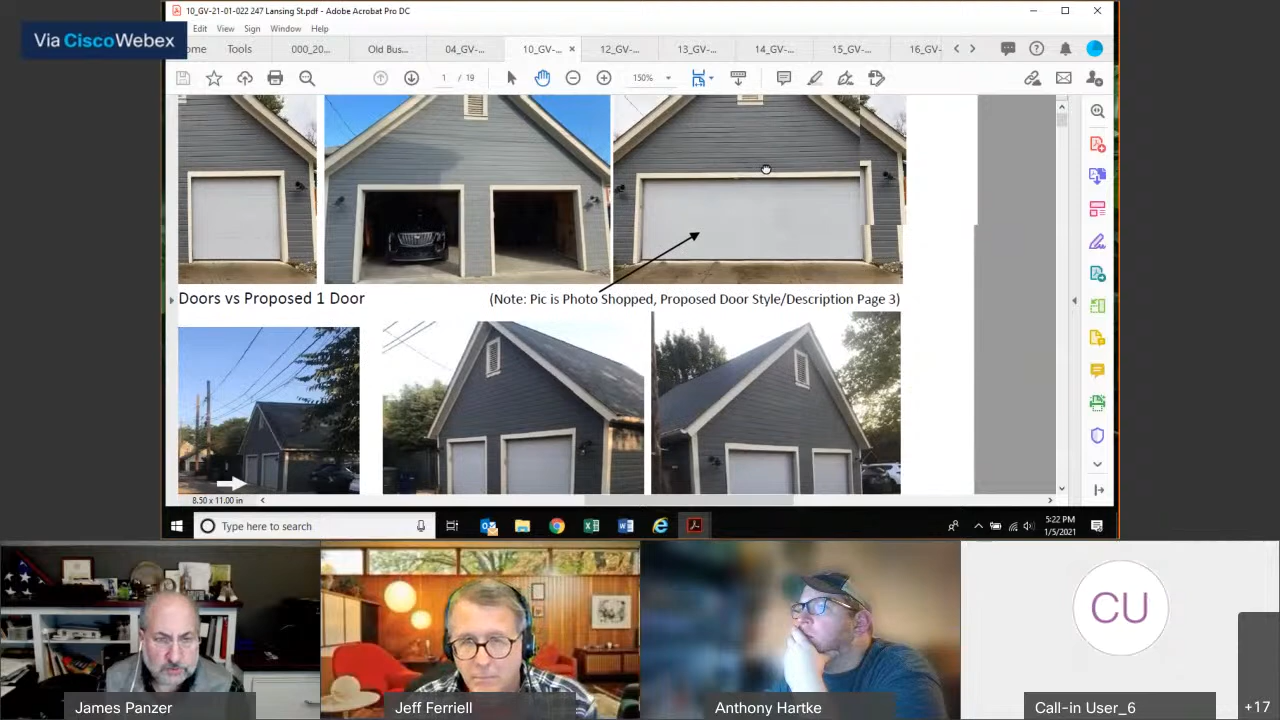 10_GV-21-01-022 247 Lansing St.pdf - Adobe Acrobat Pro DC
Via Cisco Webex
Edit View Sign Window Help
ome Tools 000_20... Old Bas... 04_GV-... 10_GV-... × 12_GV-... 13_GV-... 14_GV-... 15_GV-... 16_GV-
1 / 19 150%
Doors vs Proposed 1 Door
(Note: Pic is Photo Shopped, Proposed Door Style/Description Page 3)
8.50 x 11.00 in
Type here to search
5:22 PM
1/5/2021
CU
James Panzer
Jeff Ferriell
Anthony Hartke
Call-in User_6
+17